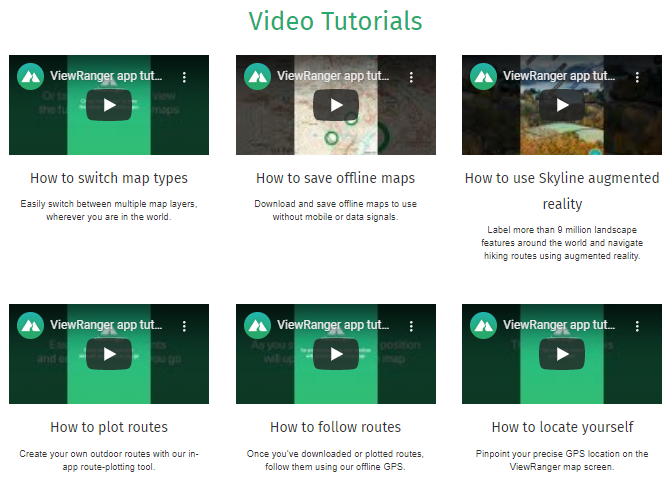 Video Tutorials
ViewRanger app tut...
ViewRanger app tut...
ViewRanger app tut...
How to switch map types
How to save offline maps
How to use Skyline augmented
reality
Easily switch between multiple map layers,
wherever you are in the world.
Download and save offline maps to use
without mobile or data signals.
Label more than 9 million landscape
features around the world and navigate
hiking routes using augmented reality.
ViewRanger app tut...
ViewRanger app tut...
ViewRanger app tut...
How to plot routes
How to follow routes
How to locate yourself
Create your own outdoor routes with our in-
app route-plotting tool.
Once you've downloaded or plotted routes,
follow them using our offline GPS.
Pinpoint your precise GPS location on the
ViewRanger map screen.